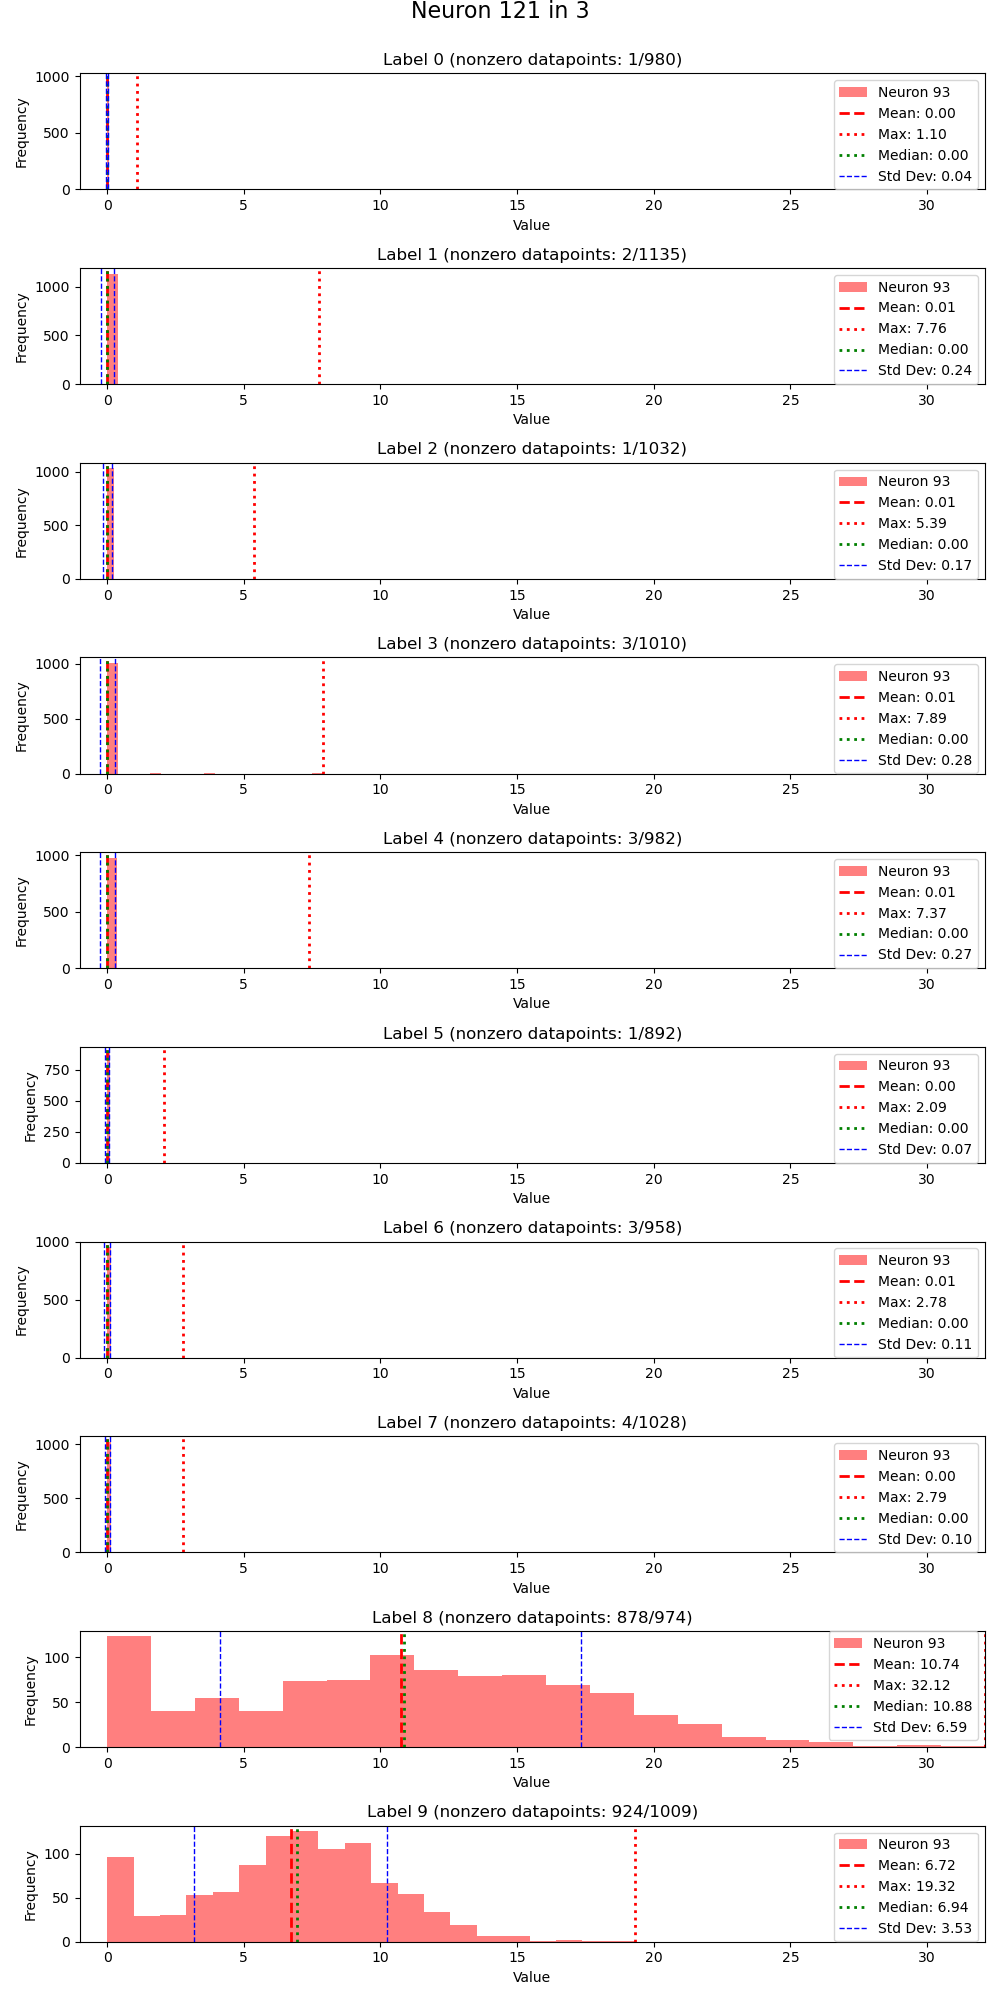 Neuron 121 in 3
Label 0 (nonzero datapoints: 1/980)
Frequency
1000
500
0
Neuron 93
Mean: 0.00
Max: 1.10
Median: 0.00
Std Dev: 0.04
0 5 10 15 20 25 30
Value
Label 1 (nonzero datapoints: 2/1135)
Frequency
1000
500
0
Neuron 93
Mean: 0.01
Max: 7.76
Median: 0.00
Std Dev: 0.24
0 5 10 15 20 25 30
Value
Label 2 (nonzero datapoints: 1/1032)
Frequency
1000
500
0
Neuron 93
Mean: 0.01
Max: 5.39
Median: 0.00
Std Dev: 0.17
0 5 10 15 20 25 30
Value
Label 3 (nonzero datapoints: 3/1010)
Frequency
1000
500
0
Neuron 93
Mean: 0.01
Max: 7.89
Median: 0.00
Std Dev: 0.28
0 5 10 15 20 25 30
Value
Label 4 (nonzero datapoints: 3/982)
Frequency
1000
500
0
Neuron 93
Mean: 0.01
Max: 7.37
Median: 0.00
Std Dev: 0.27
0 5 10 15 20 25 30
Value
Label 5 (nonzero datapoints: 1/892)
Frequency
750
500
250
0
Neuron 93
Mean: 0.00
Max: 2.09
Median: 0.00
Std Dev: 0.07
0 5 10 15 20 25 30
Value
Label 6 (nonzero datapoints: 3/958)
Frequency
1000
500
0
Neuron 93
Mean: 0.01
Max: 2.78
Median: 0.00
Std Dev: 0.11
0 5 10 15 20 25 30
Value
Label 7 (nonzero datapoints: 4/1028)
Frequency
1000
500
0
Neuron 93
Mean: 0.00
Max: 2.79
Median: 0.00
Std Dev: 0.10
0 5 10 15 20 25 30
Value
Label 8 (nonzero datapoints: 878/974)
Frequency
100
50
0
Neuron 93
Mean: 10.74
Max: 32.12
Median: 10.88
Std Dev: 6.59
0 5 10 15 20 25 30
Value
Label 9 (nonzero datapoints: 924/1009)
Frequency
100
50
0
Neuron 93
Mean: 6.72
Max: 19.32
Median: 6.94
Std Dev: 3.53
0 5 10 15 20 25 30
Value